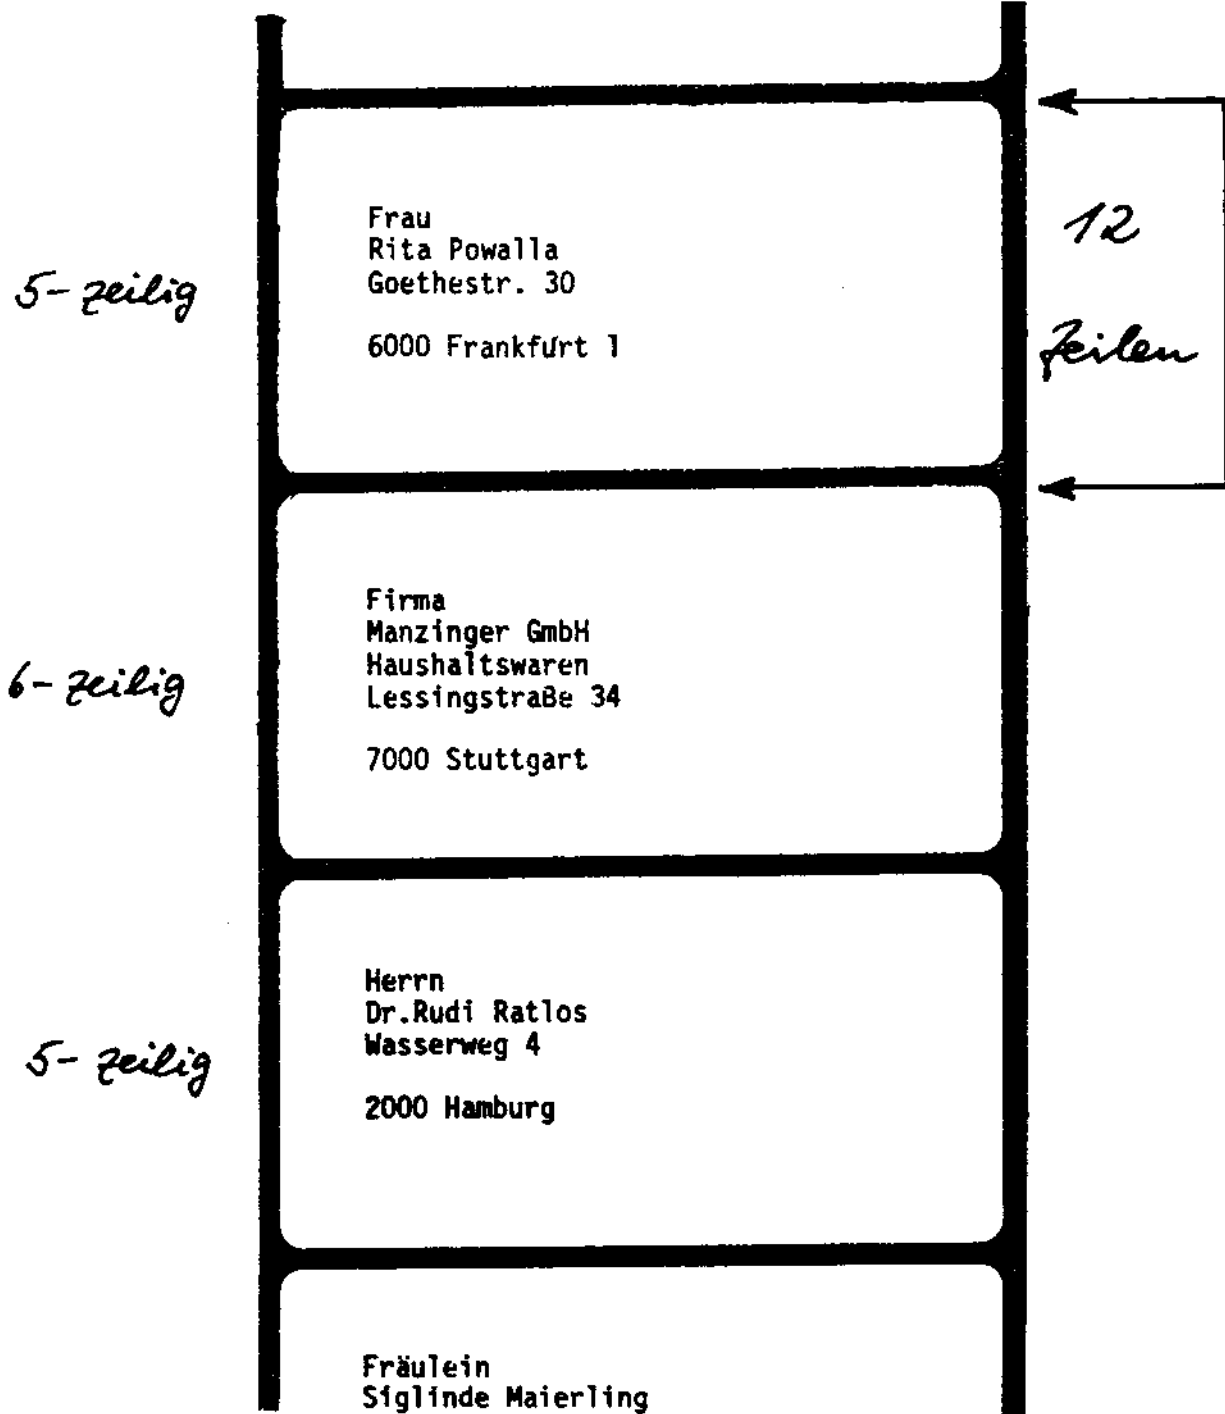 Frau
Rita Powalla
Goethestr. 30
6000 Frankfurt 1
5-zeilig
12
Zeilen
Firma
Manzinger GmbH
Haushaltswaren
Lessingstraße 34
7000 Stuttgart
6-zeilig
Herrn
Dr.Rudi Ratlos
Wasserweg 4
2000 Hamburg
5-zeilig
Fräulein
Siglinde Maierling